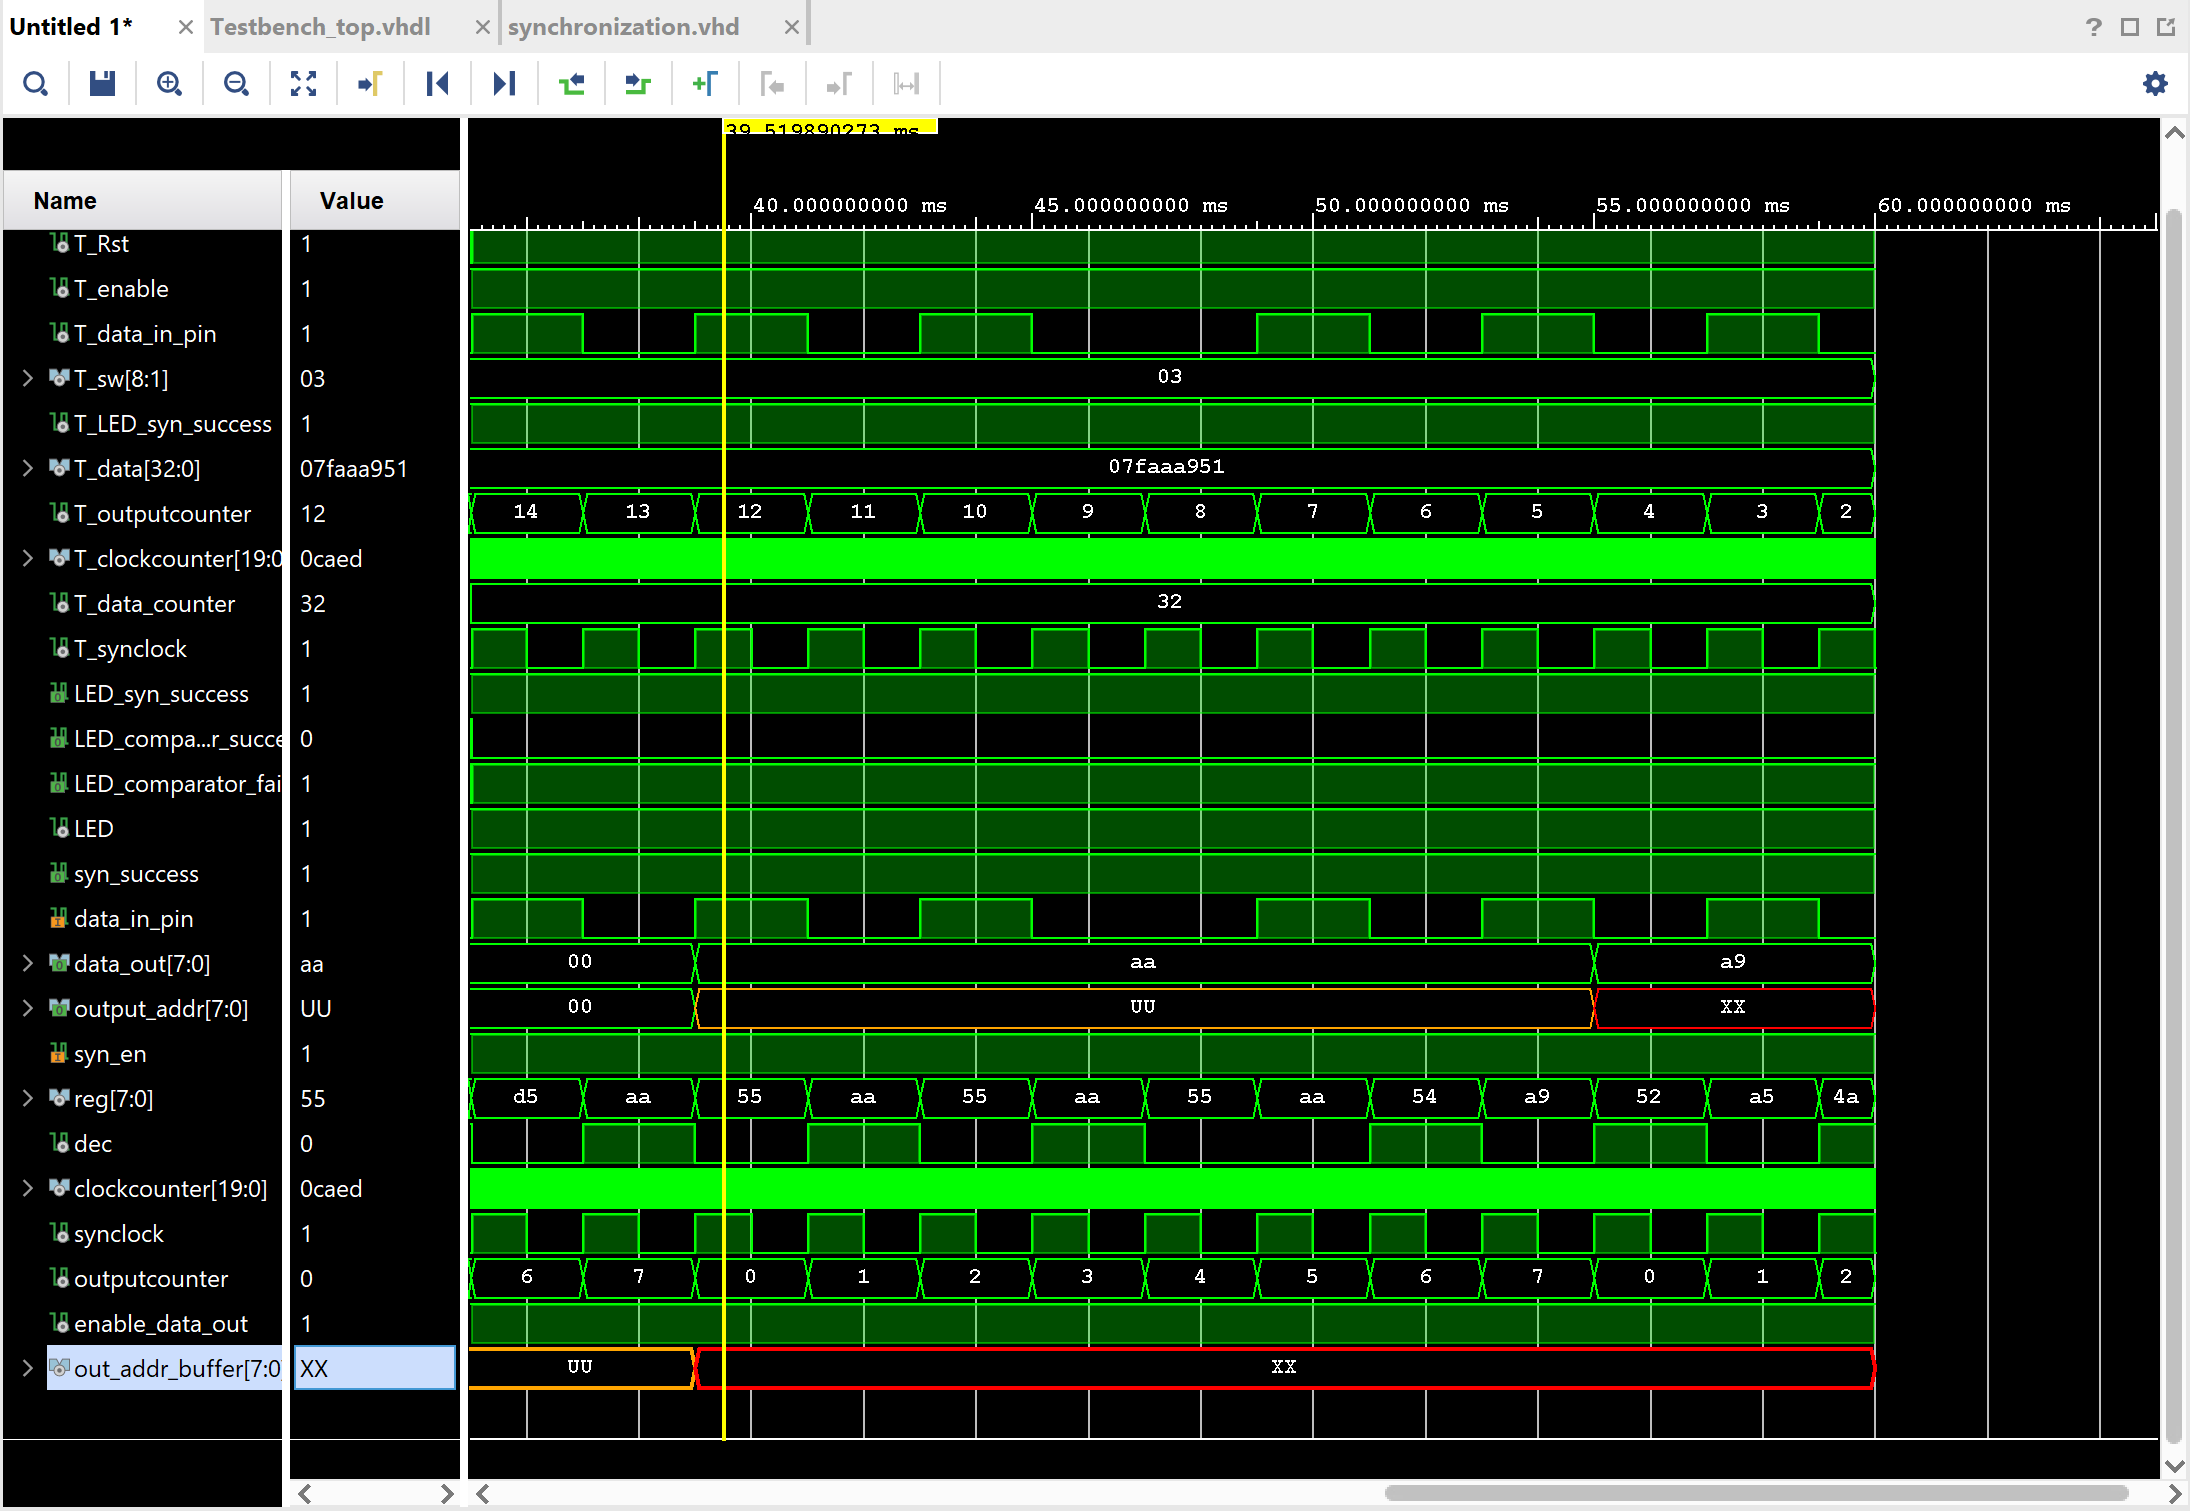 Untitled 1* Testbench_top.vhdl synchronization.vhd
39.519890273 ms
Name Value 40.000000000 ms 45.000000000 ms 50.000000000 ms 55.000000000 ms 60.000000000 ms
T_Rst 1
T_enable 1
T_data_in_pin 1
T_sw[8:1] 03 03
T_LED_syn_success 1
T_data[32:0] 07faaa951 07faaa951
T_outputcounter 12 14 13 12 11 10 9 8 7 6 5 4 3 2
T_clockcounter[19:0 0caed
T_data_counter 32 32
T_synclock 1
LED_syn_success 1
LED_compa...r_succe 0
LED_comparator_fai 1
LED 1
syn_success 1
data_in_pin 1
data_out[7:0] aa 00 aa a9
output_addr[7:0] UU 00 UU XX
syn_en 1
reg[7:0] 55 d5 aa 55 aa 55 aa 55 aa 54 a9 52 a5 4a
dec 0
clockcounter[19:0] 0caed
synclock 1
outputcounter 0 6 7 0 1 2 3 4 5 6 7 0 1 2
enable_data_out 1
out_addr_buffer[7:0 XX UU XX